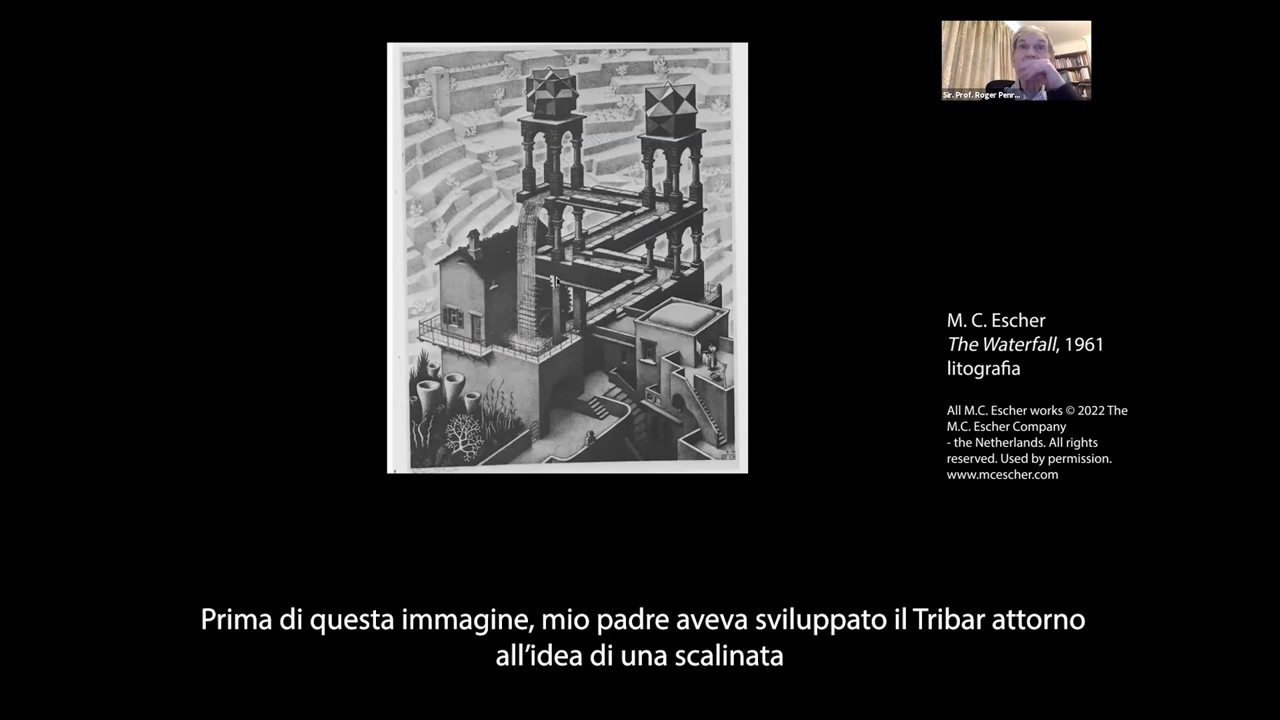 Sir. Prof. Roger Penr...
M. C. Escher
The Waterfall, 1961
litografia
All M.C. Escher works © 2022 The
M.C. Escher Company
- the Netherlands. All rights
reserved. Used by permission.
www.mcescher.com
Prima di questa immagine, mio padre aveva sviluppato il Tribar attorno
all’idea di una scalinata